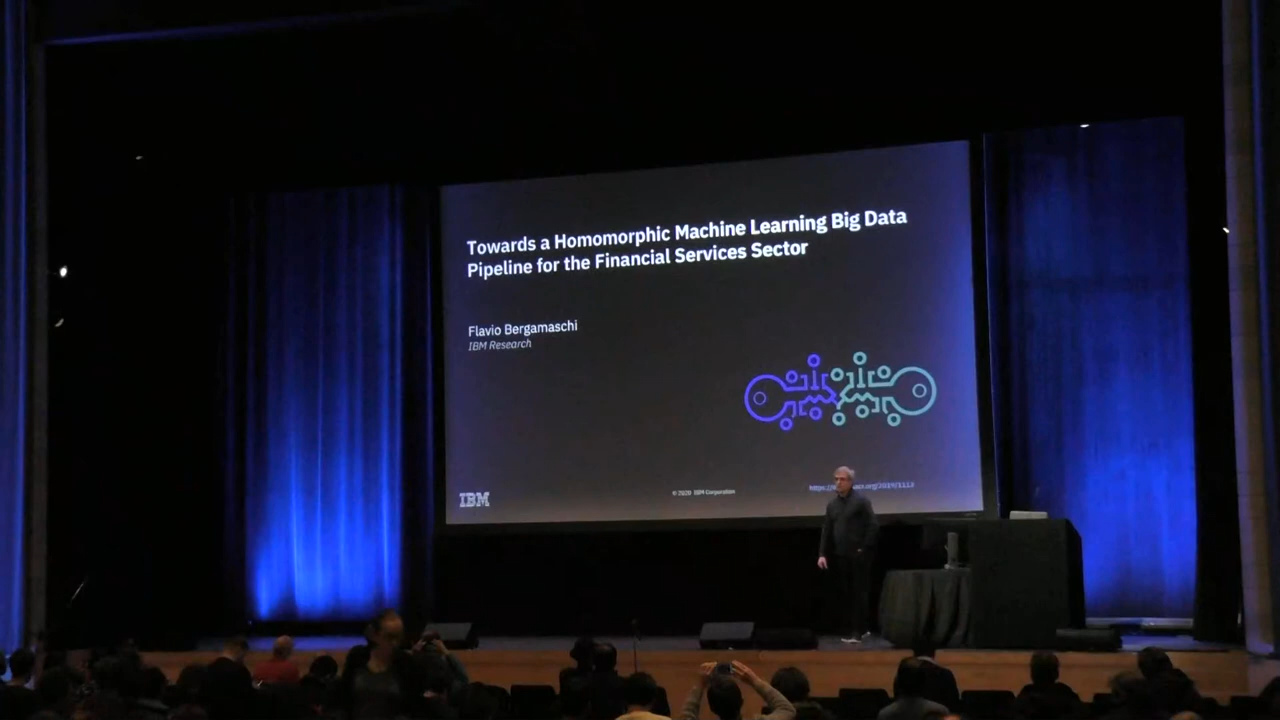 Towards a Homomorphic Machine Learning Big Data
Pipeline for the Financial Services Sector
Flavio Bergamaschi
IBM Research
IBM
© 2020 IBM Corporation